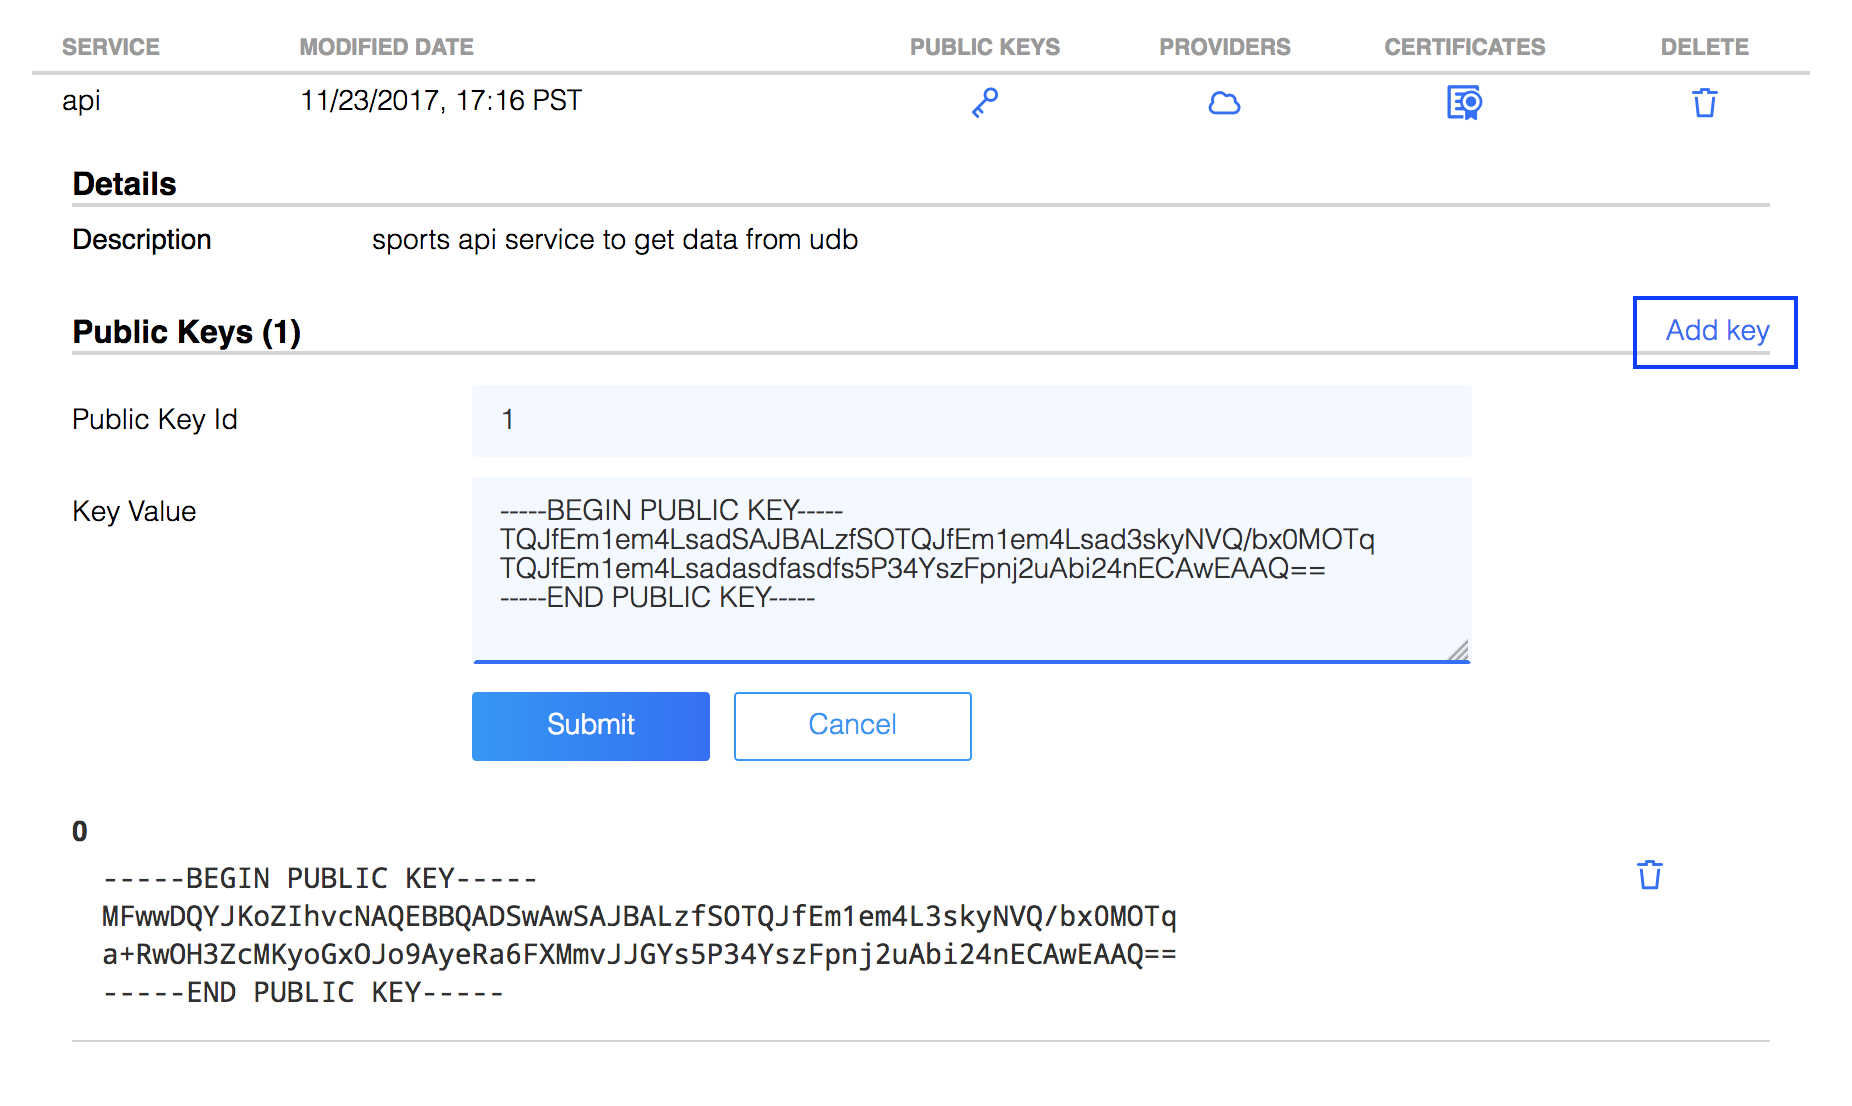 SERVICE MODIFIED DATE PUBLIC KEYS PROVIDERS CERTIFICATES DELETE
api 11/23/2017, 17:16 PST
Details
Description sports api service to get data from udb
Public Keys (1) Add key
Public Key Id 1
Key Value
-----BEGIN PUBLIC KEY-----
TQJfEm1em4LsadSAJBALzfSOTQJfEm1em4Lsad3skyNVQ/bx0MOTq
TQJfEm1em4Lsadasdfasdfs5P34YszFpnj2uAbi24nECAwEAAQ==
-----END PUBLIC KEY-----
Submit Cancel
0
-----BEGIN PUBLIC KEY-----
MFwwDQYJKoZIhvcNAQEBBQADSwAwSAJBALzfSOTQJfEm1em4L3skyNVQ/bx0MOTq
a+RwOH3ZcMKyoGxOJo9AyeRa6FXMmvJJGYs5P34YszFpnj2uAbi24nECAwEAAQ==
-----END PUBLIC KEY-----